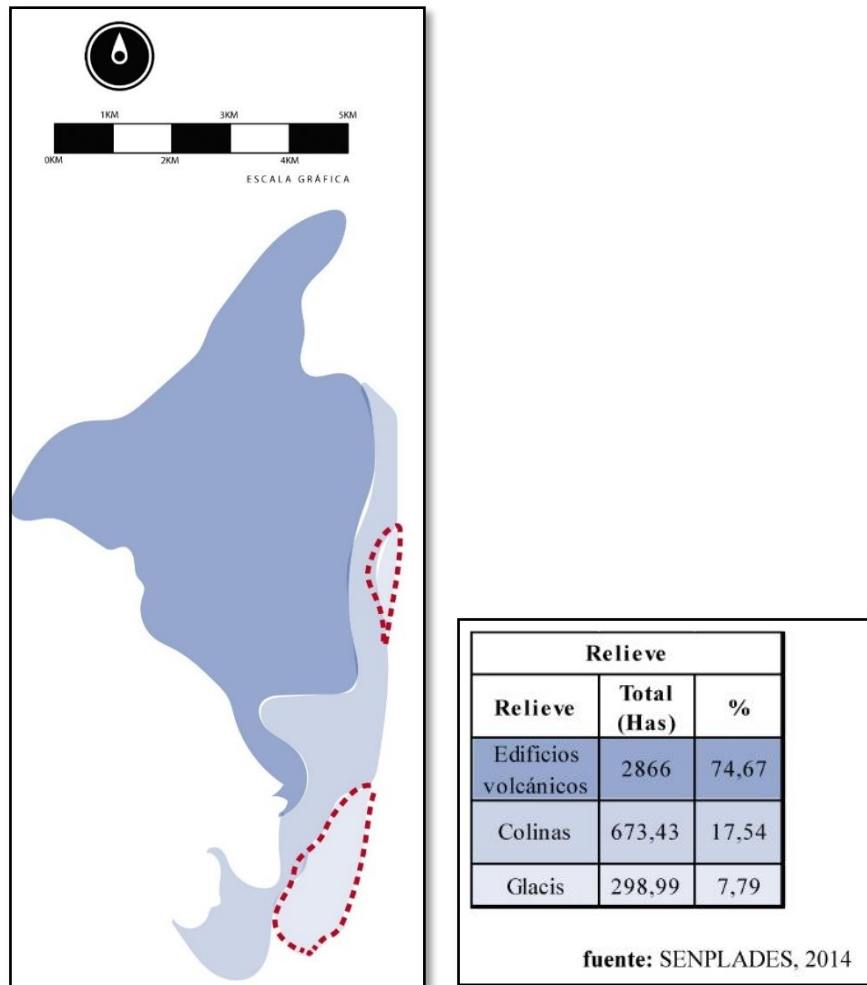 1KM 3KM 5KM
0KM 2KM 4KM
ESCALA GRÁFICA
Relieve
Relieve Total (Has) %
Edificios volcánicos 2866 74,67
Colinas 673,43 17,54
Glacis 298,99 7,79
fuente: SENPLADES, 2014